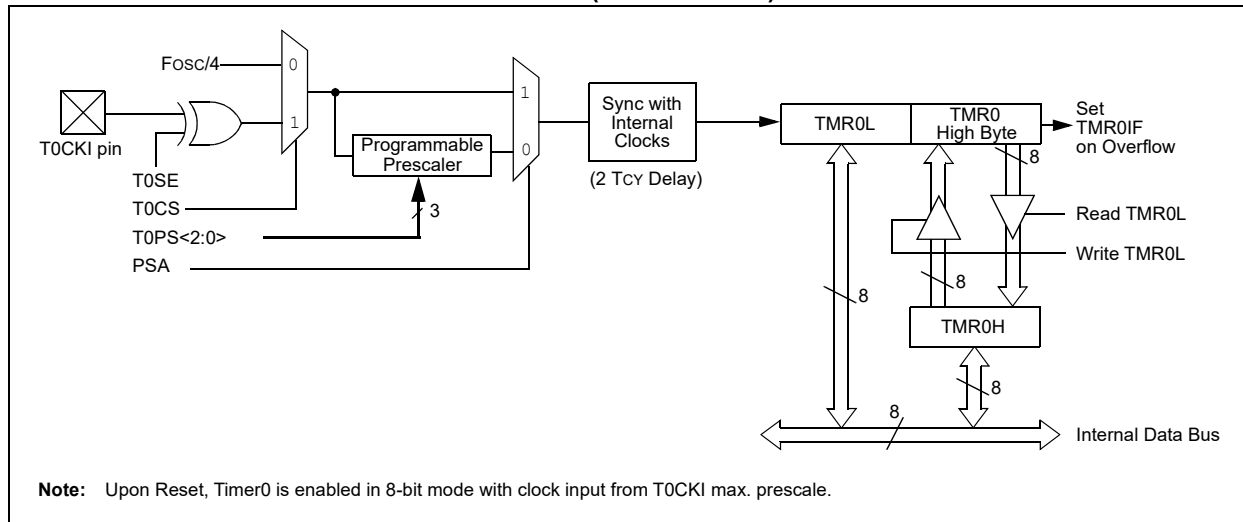 Fosc/4
0
1
T0CKI pin
T0SE
T0CS
T0PS<2:0>
PSA
Programmable
Prescaler
3
1
0
Sync with
Internal
Clocks
(2 TCY Delay)
TMR0L
TMR0
High Byte
Set
TMR0IF
on Overflow
8
Read TMR0L
Write TMR0L
8
8
TMR0H
8
8
Internal Data Bus
Note: Upon Reset, Timer0 is enabled in 8-bit mode with clock input from T0CKI max. prescale.